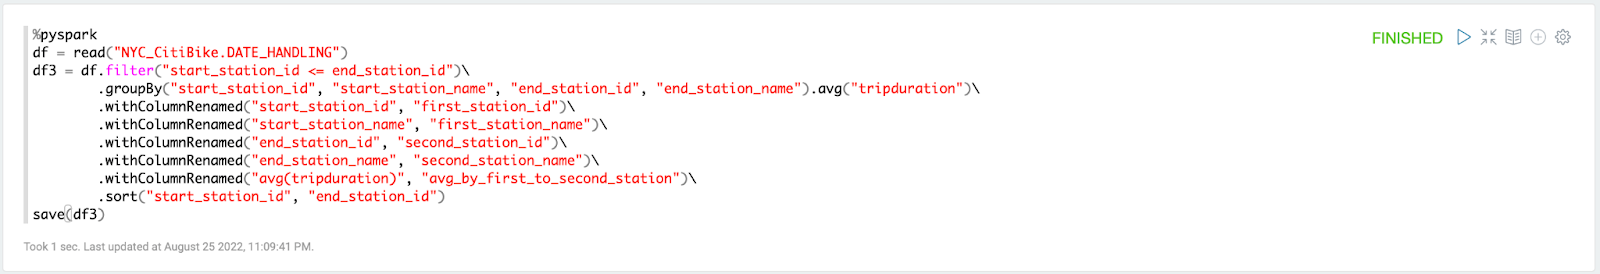 %pyspark
df = read("NYC_CitiBike.DATE_HANDLING")
df3 = df.filter("start_station_id <= end_station_id")\
.groupBy("start_station_id", "start_station_name", "end_station_id", "end_station_name").avg("tripduration")\
.withColumnRenamed("start_station_id", "first_station_id")\
.withColumnRenamed("start_station_name", "first_station_name")\
.withColumnRenamed("end_station_id", "second_station_id")\
.withColumnRenamed("end_station_name", "second_station_name")\
.withColumnRenamed("avg(tripduration)", "avg_by_first_to_second_station")\
.sort("start_station_id", "end_station_id")
save(df3)
FINISHED
Took 1 sec. Last updated at August 25 2022, 11:09:41 PM.